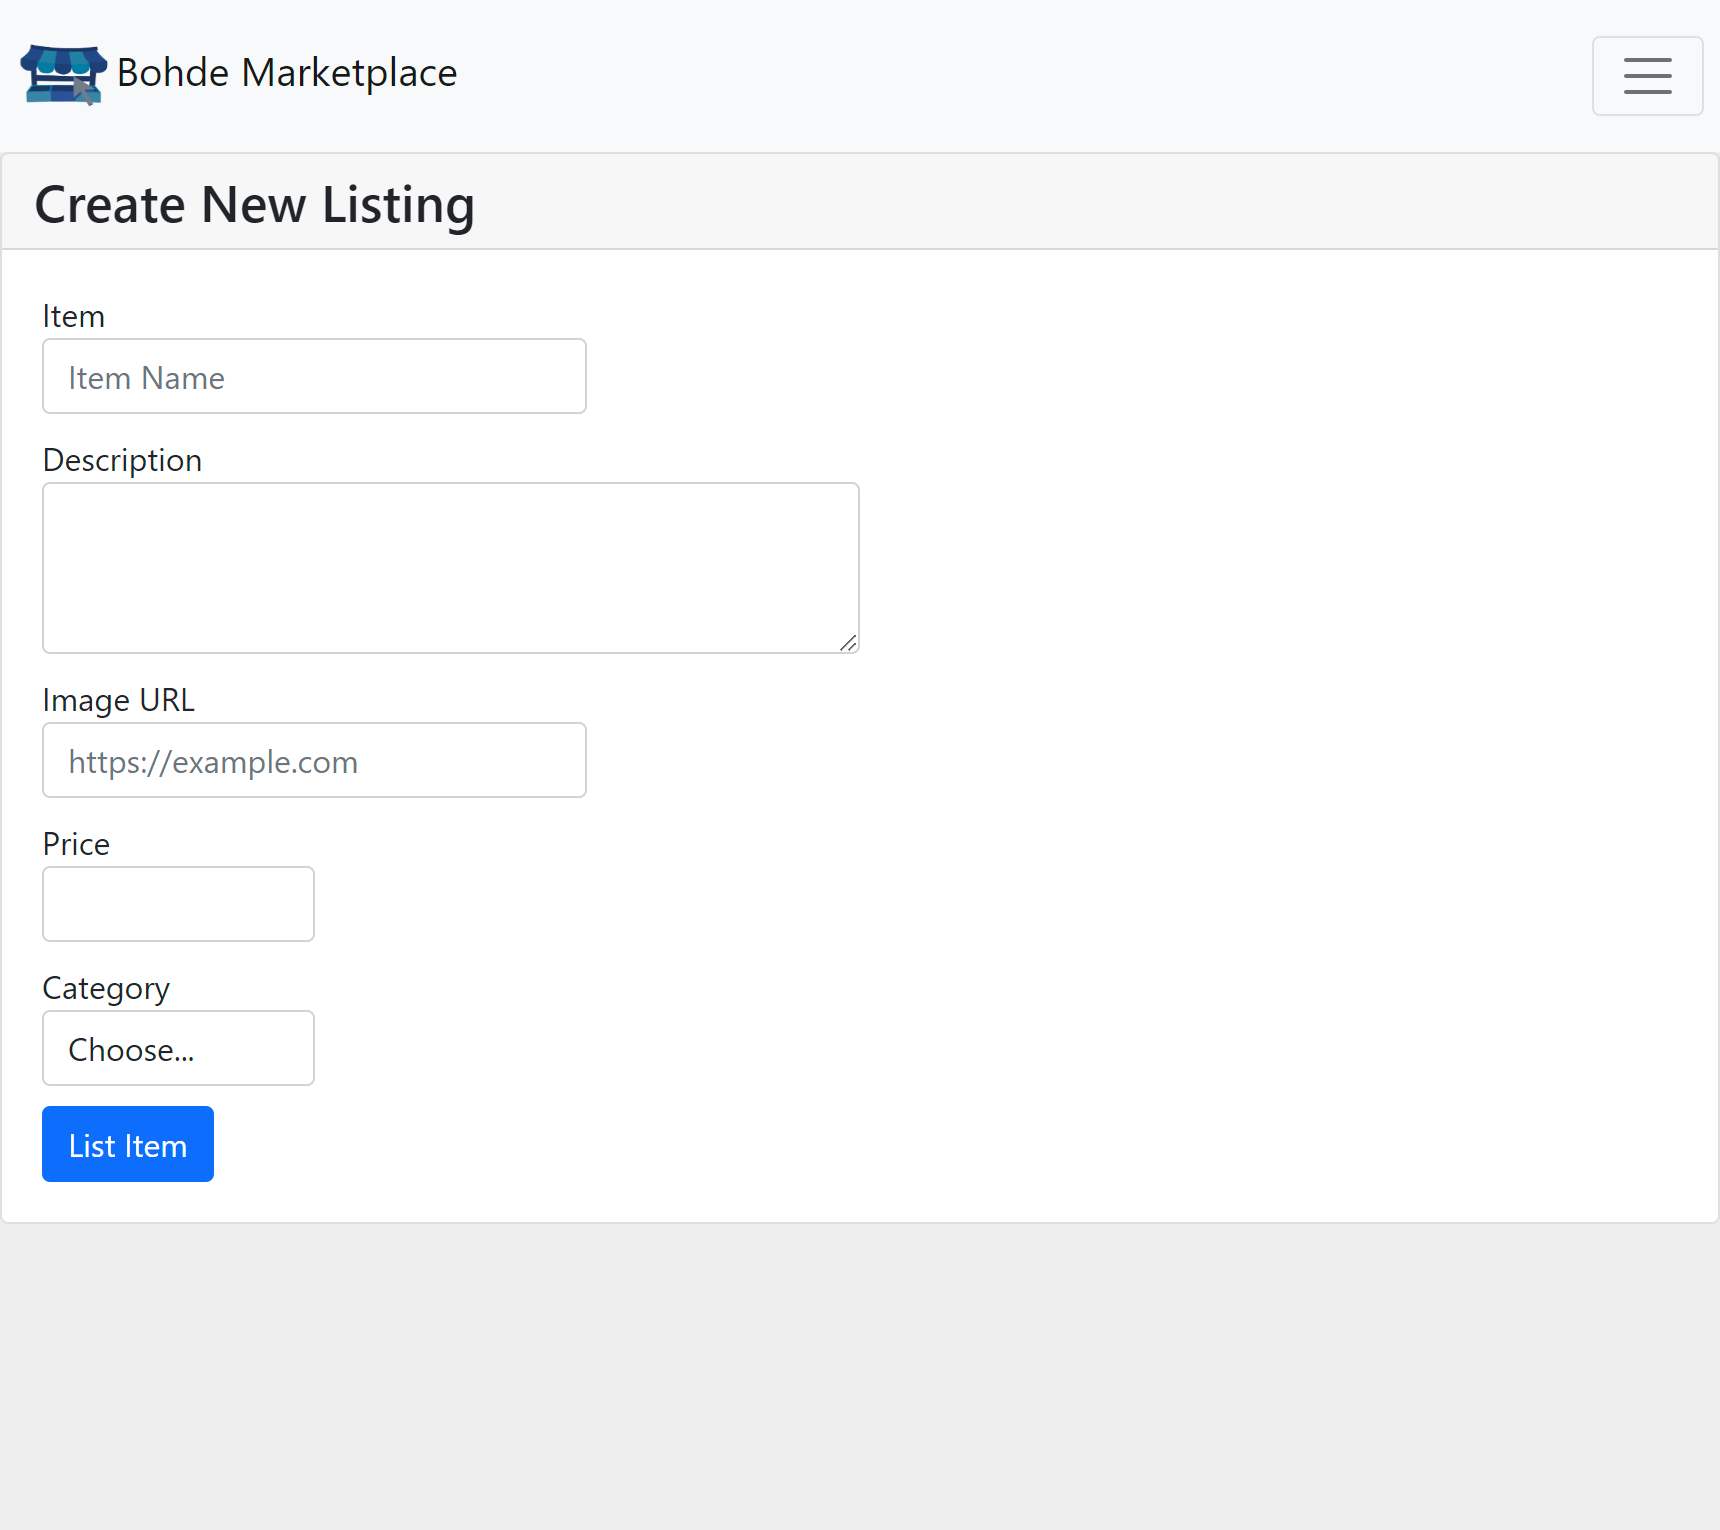 Bohde Marketplace
Create New Listing
Item
Item Name
Description
Image URL
https://example.com
Price
Category
Choose...
List Item